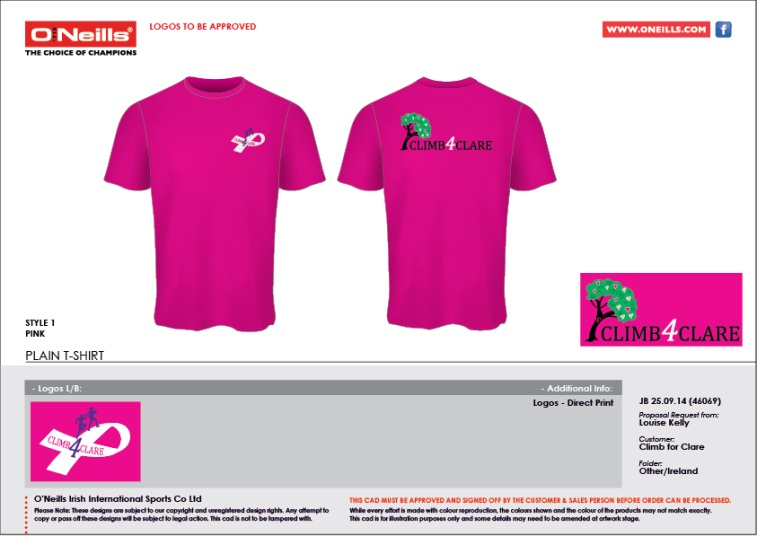 O'Neills®
THE CHOICE OF CHAMPIONS
LOGOS TO BE APPROVED
WWW.ONEILLS.COM
f
CLIMB4CLARE
CLIMB4CLARE
STYLE 1
PINK
PLAIN T-SHIRT
- Logos L/B:
- Additional Info:
Logos - Direct Print
CLIMB
4
CLARE
JB 25.09.14 (46069)
Proposal Request from:
Louise Kelly
Customer:
Climb for Clare
Folder:
Other/Ireland
O'Neills Irish International Sports Co Ltd
Please Note: These designs are subject to our copyright and unregistered design rights. Any attempt to
copy or pass off these designs will be subject to legal action. This cad is not to be tampered with.
THIS CAD MUST BE APPROVED AND SIGNED OFF BY THE CUSTOMER & SALES PERSON BEFORE ORDER CAN BE PROCESSED.
While every effort is made with colour reproduction, the colours shown and the colour of the products may not match exactly.
This cad is for illustration purposes only and some details may need to be amended at artwork stage.